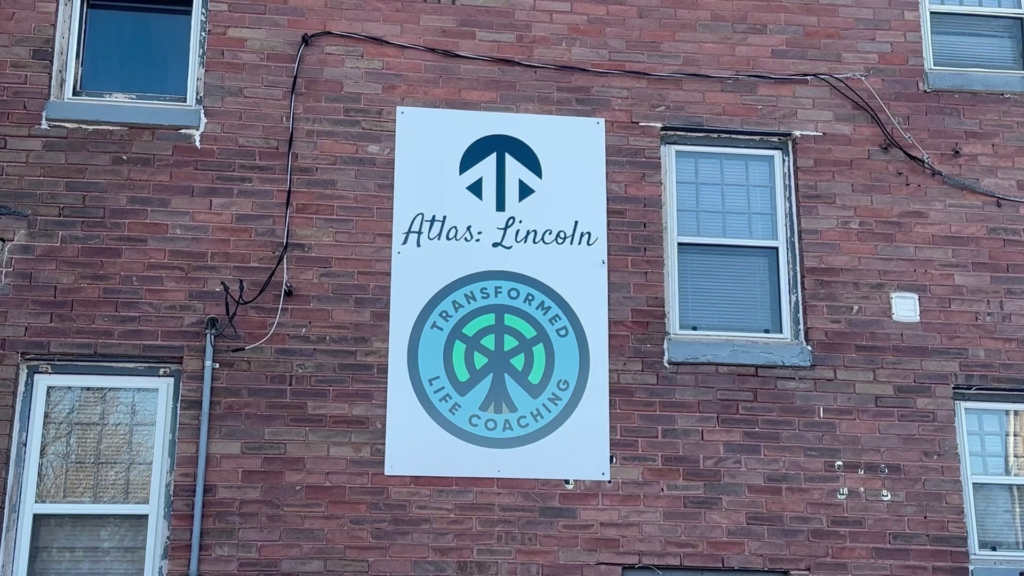 Atlas: Lincoln
TRANSFORMED
LIFE COACHING